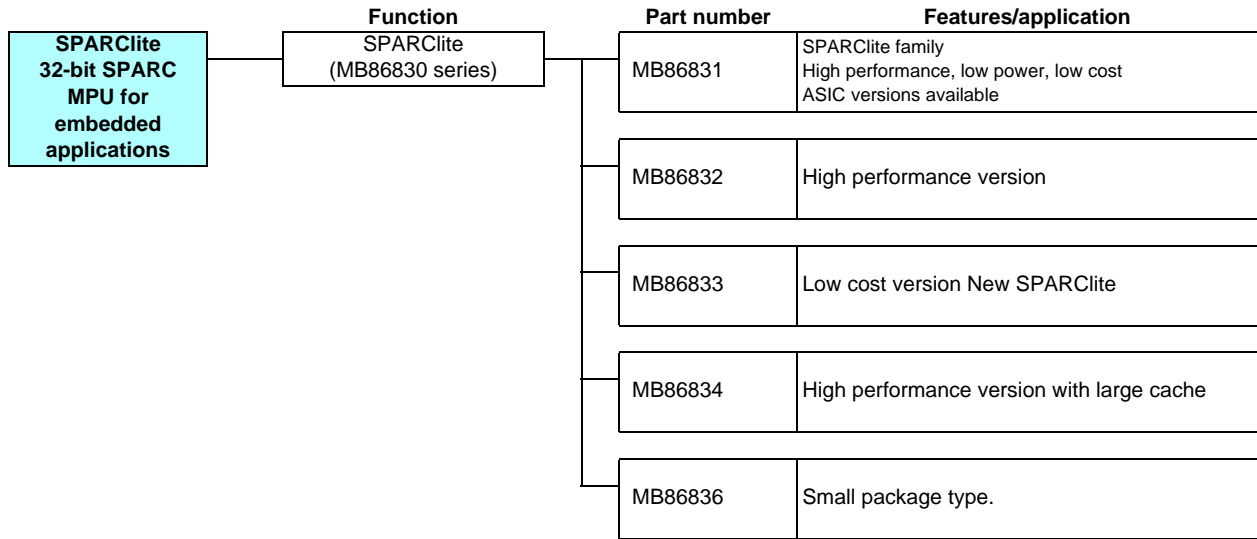 Function
Part number
Features/application
SPARClite
32-bit SPARC
MPU for
embedded
applications
SPARClite
(MB86830 series)
MB86831
SPARClite family
High performance, low power, low cost
ASIC versions available
MB86832
High performance version
MB86833
Low cost version New SPARClite
MB86834
High performance version with large cache
MB86836
Small package type.